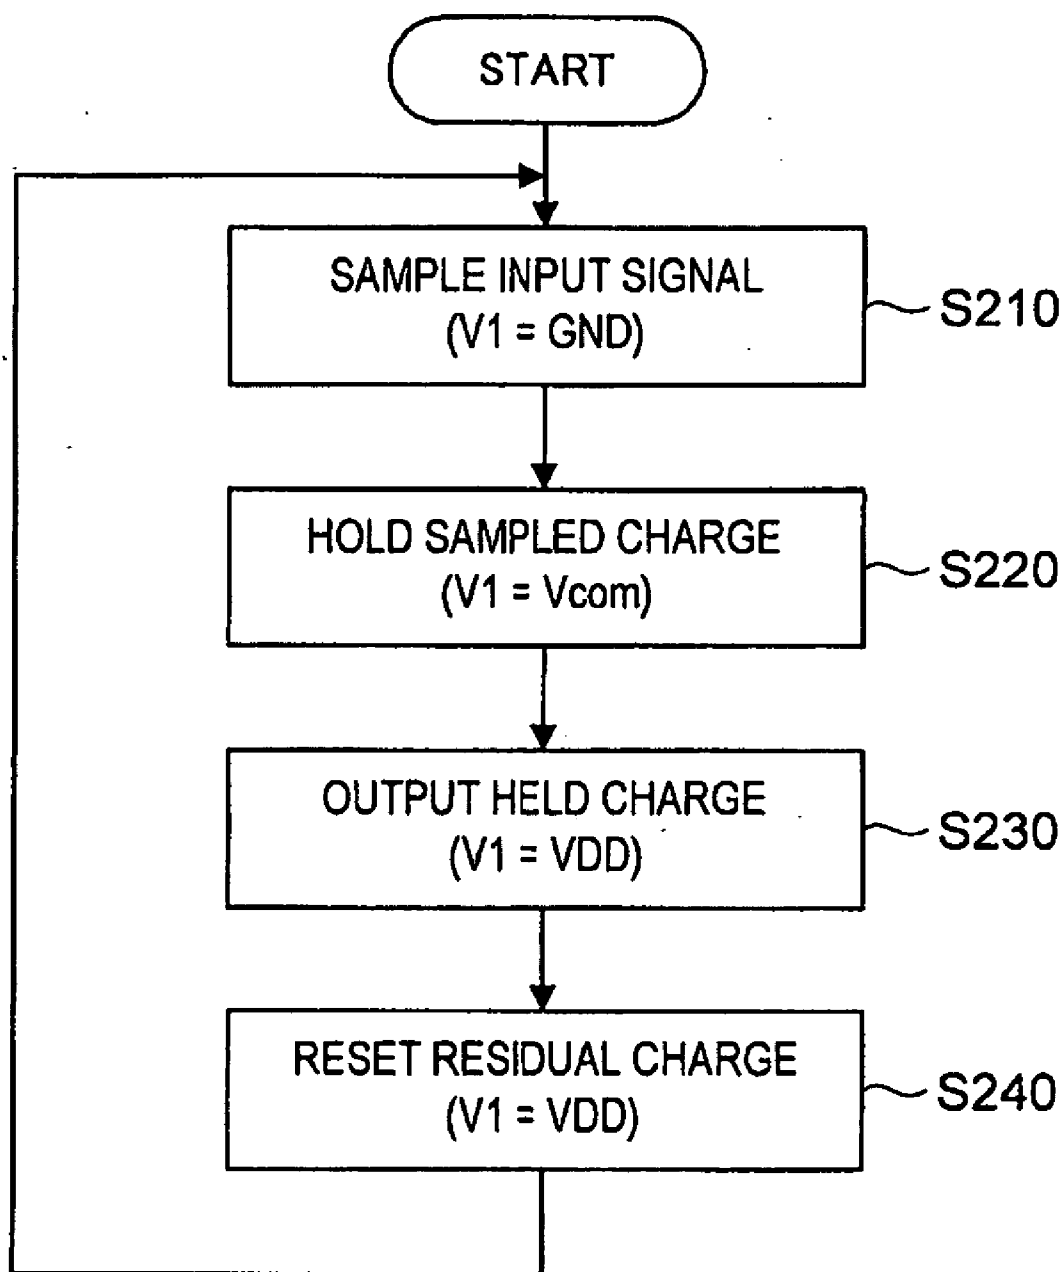 START
SAMPLE INPUT SIGNAL
(V1 = GND)
S210
HOLD SAMPLED CHARGE
(V1 = Vcom)
S220
OUTPUT HELD CHARGE
(V1 = VDD)
S230
RESET RESIDUAL CHARGE
(V1 = VDD)
S240